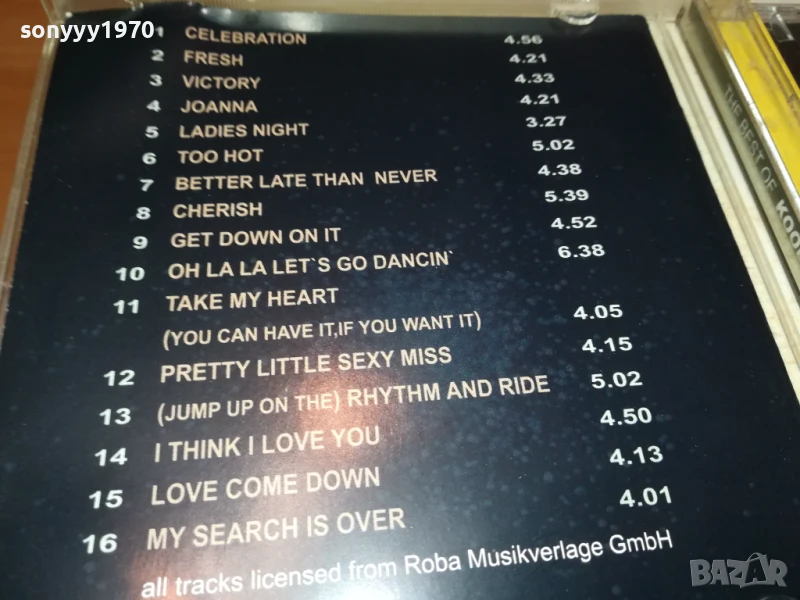 sonyyy1970
1 CELEBRATION 4.56
2 FRESH 4.21
3 VICTORY 4.33
4 JOANNA 4.21
5 LADIES NIGHT 3.27
6 TOO HOT 5.02
7 BETTER LATE THAN NEVER 4.38
8 CHERISH 5.39
9 GET DOWN ON IT 4.52
10 OH LA LA LET`S GO DANCIN` 6.38
11 TAKE MY HEART
(YOU CAN HAVE IT,IF YOU WANT IT) 4.05
12 PRETTY LITTLE SEXY MISS 4.15
13 (JUMP UP ON THE) RHYTHM AND RIDE 5.02
14 I THINK I LOVE YOU 4.50
15 LOVE COME DOWN 4.13
16 MY SEARCH IS OVER 4.01
all tracks licensed from Roba Musikverlage GmbH
THE BEST OF
BAZAR